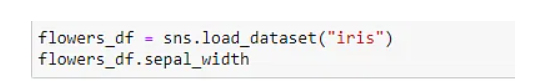 flowers_df = sns.load_dataset("iris")
flowers_df.sepal_width